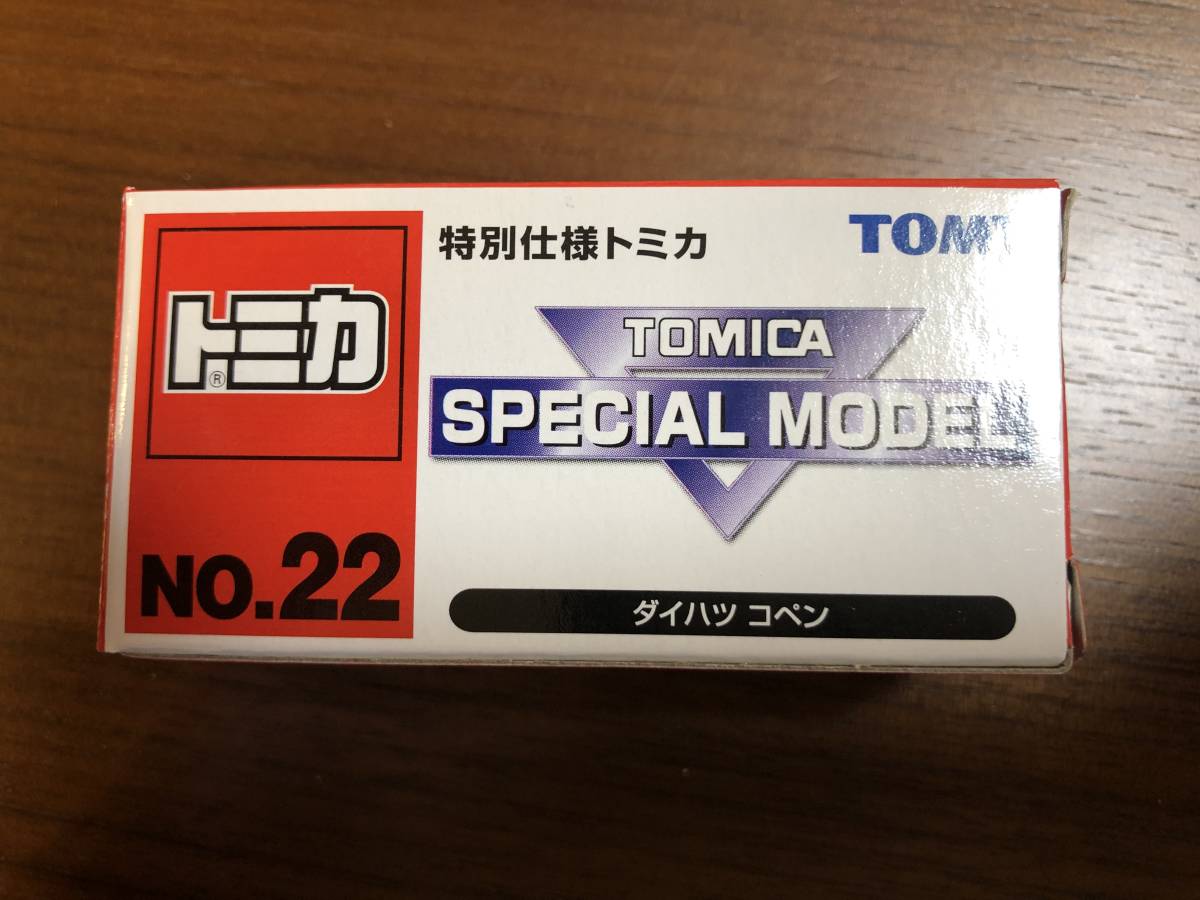 トミカ
®
NO.22
特別仕様トミカ
TOMY
TOMICA
SPECIAL MODEL
ダイハツ コペン